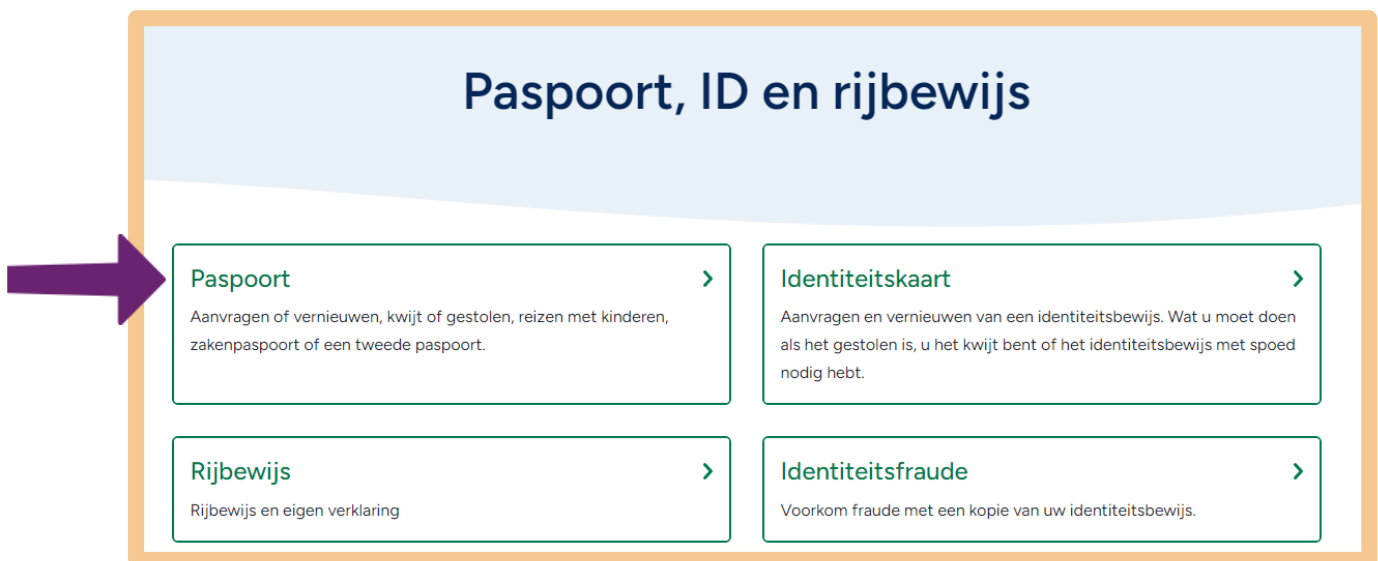 Paspoort, ID en rijbewijs
Paspoort
Aanvragen of vernieuwen, kwijt of gestolen, reizen met kinderen,
zakenpaspoort of een tweede paspoort.
Identiteitskaart
Aanvragen en vernieuwen van een identiteitsbewijs. Wat u moet doen
als het gestolen is, u het kwijt bent of het identiteitsbewijs met spoed
nodig hebt.
Rijbewijs
Rijbewijs en eigen verklaring
Identiteitsfraude
Voorkom fraude met een kopie van uw identiteitsbewijs.